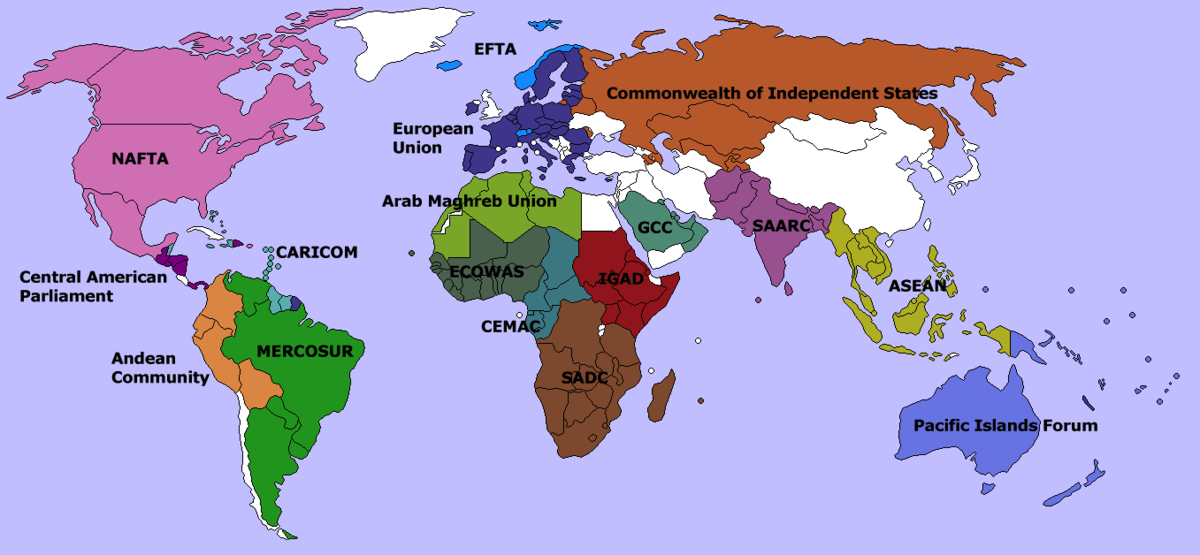 EFTA
Commonwealth of Independent States
European
Union
NAFTA
Arab Maghreb Union
GCC
SAARC
CARICOM
ECOWAS
IGAD
Central American
Parliament
ASEAN
CEMAC
MERCOSUR
Andean
Community
SADC
Pacific Islands Forum